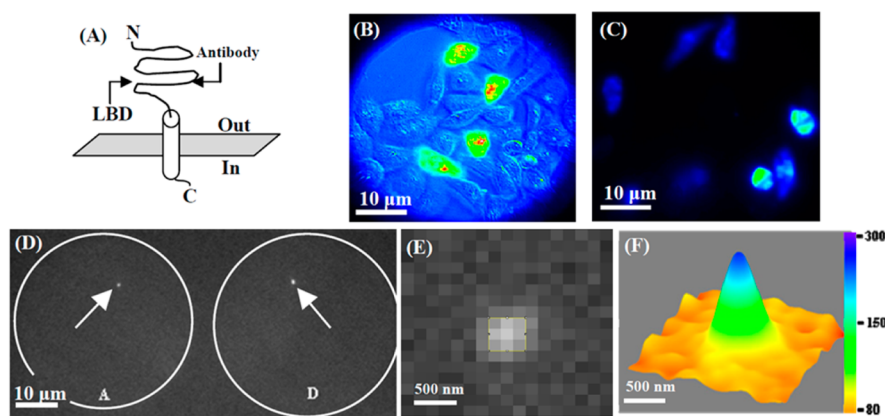 (A)
N
Antibody
LBD
Out
In
C
(B)
10 µm
(C)
10 µm
(D)
10 µm
A
D
(E)
500 nm
(F)
500 nm
300
150
80